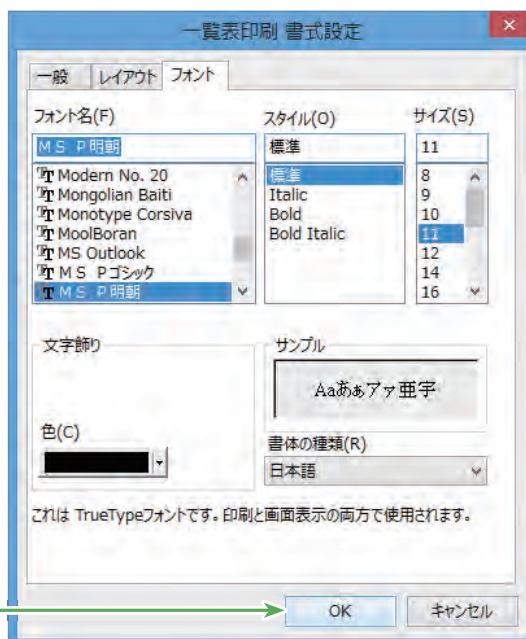 一覧表印刷 書式設定
一般 レイアウト フォント
フォント名(F)
ＭＳ Ｐ明朝
Modern No. 20
Mongolian Baiti
Monotype Corsiva
MoolBoran
MS Outlook
ＭＳ Ｐゴシック
ＭＳ Ｐ明朝
スタイル(O)
標準
標準
Italic
Bold
Bold Italic
サイズ(S)
11
8
9
10
11
12
14
16
文字飾り
色(C)
サンプル
Aaあぁアァ亜宇
書体の種類(R)
日本語
これは TrueTypeフォントです。印刷と画面表示の両方で使用されます。
OK キャンセル